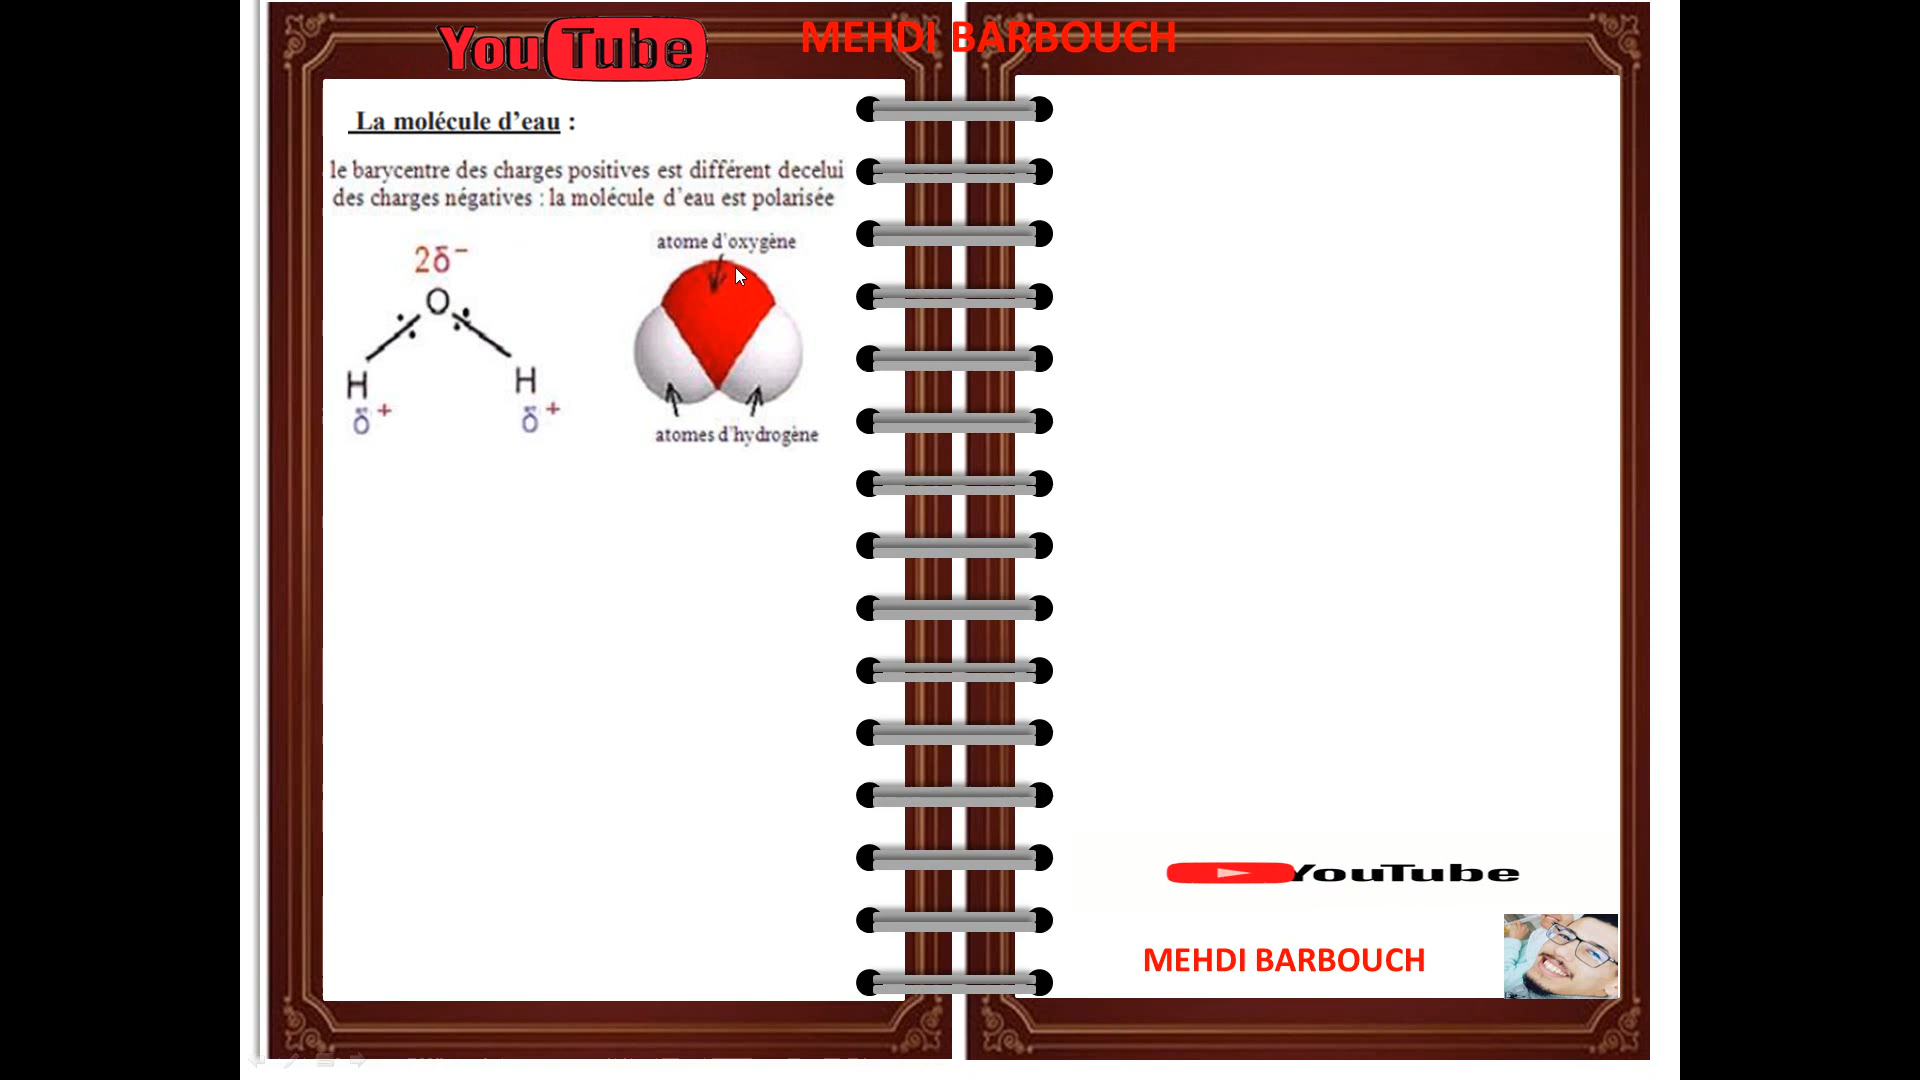 YouTube
MEHDI BARBOUCH
La molécule d'eau :
le barycentre des charges positives est différent decelui
des charges négatives : la molécule d'eau est polarisée
2δ⁻
O
H
H
δ⁺
δ⁺
atome d'oxygène
atomes d'hydrogène
YouTube
MEHDI BARBOUCH